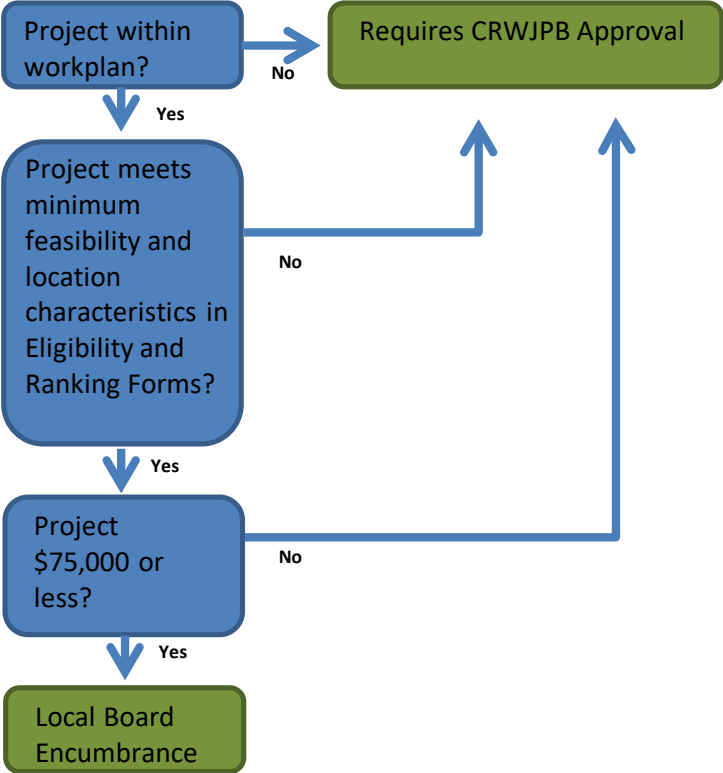 Project within
workplan?
No
Requires CRWJPB Approval
Yes
Project meets
minimum
feasibility and
location
characteristics in
Eligibility and
Ranking Forms?
No
Yes
Project
$75,000 or
less?
No
Yes
Local Board
Encumbrance